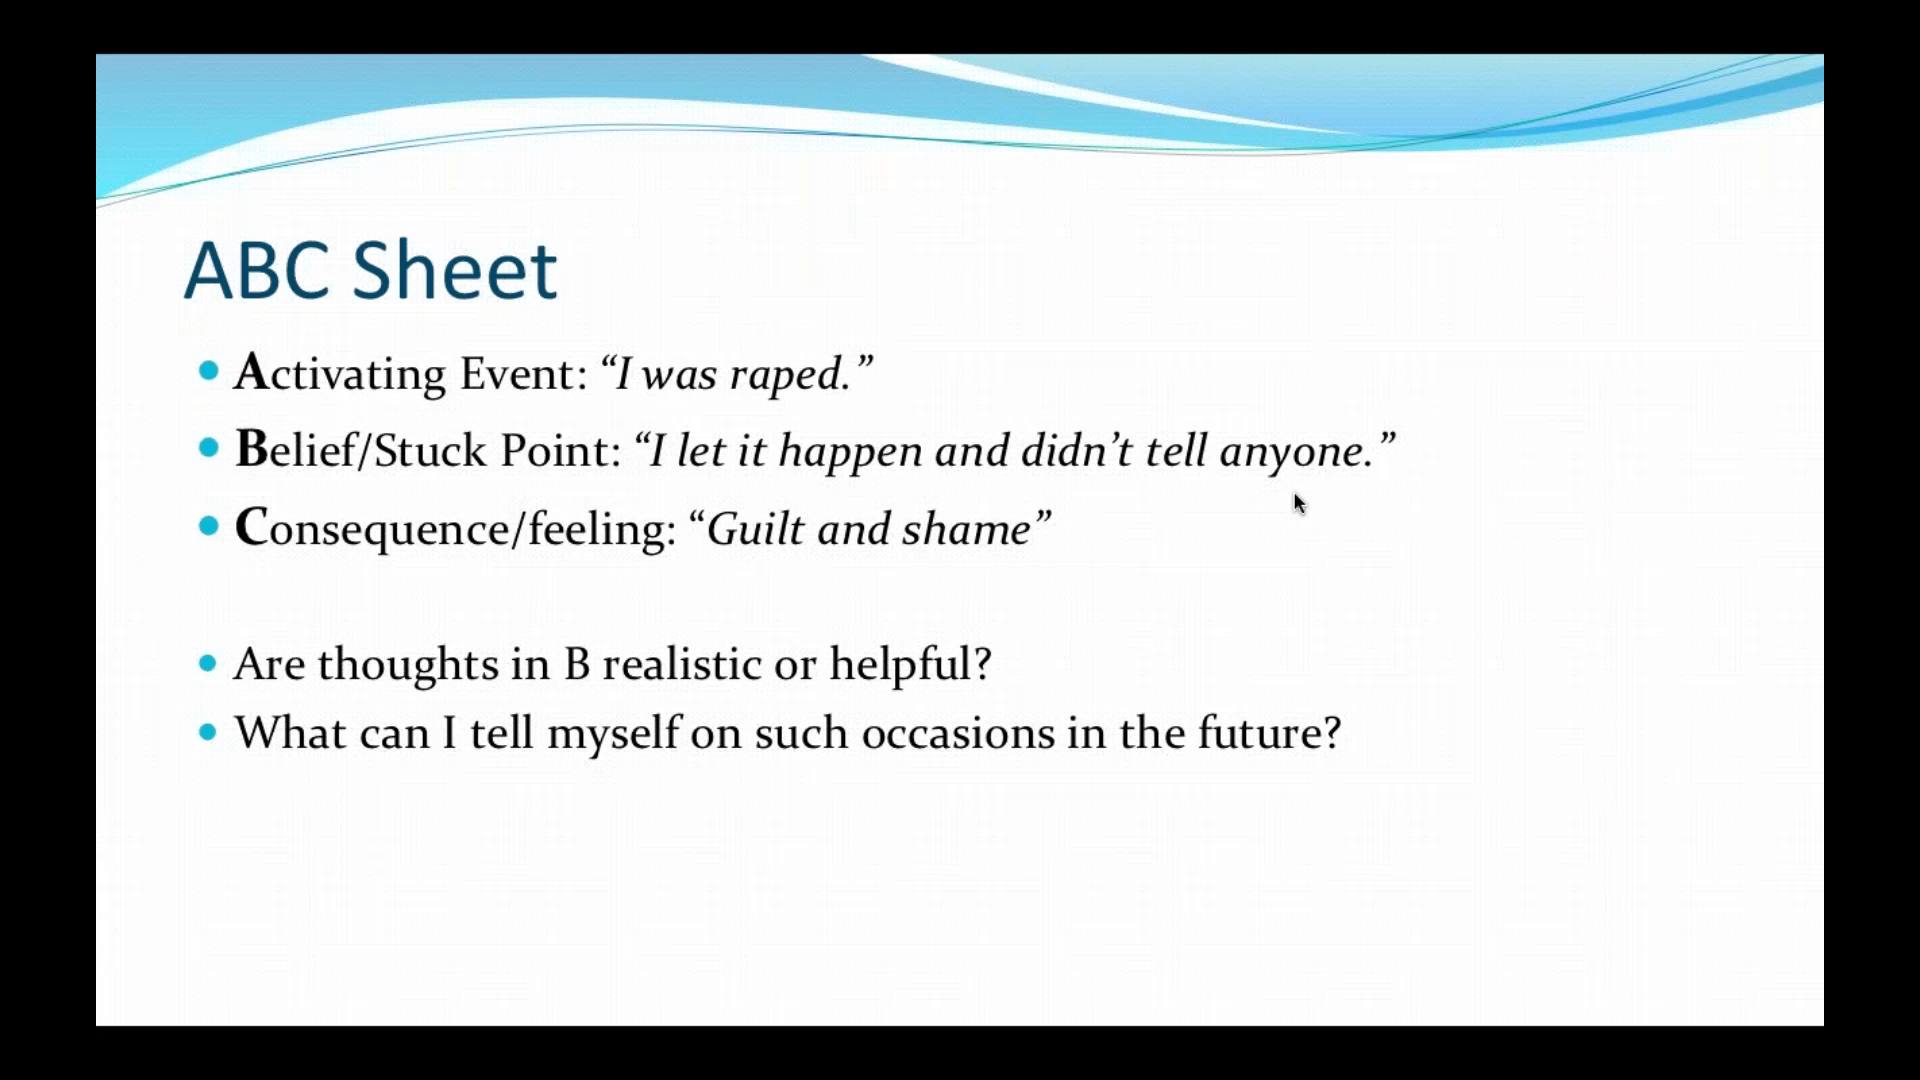 ABC Sheet
Activating Event: “I was raped.”
Belief/Stuck Point: “I let it happen and didn’t tell anyone.”
Consequence/feeling: “Guilt and shame”
Are thoughts in B realistic or helpful?
What can I tell myself on such occasions in the future?